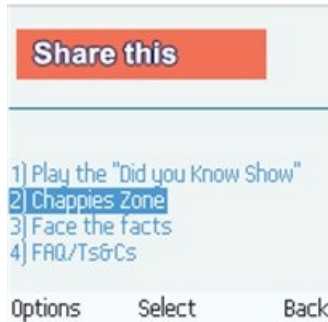 Share this
1) Play the "Did you Know Show"
2) Chappies Zone
3) Face the facts
4) FAQ/Ts&Cs
Options Select Back